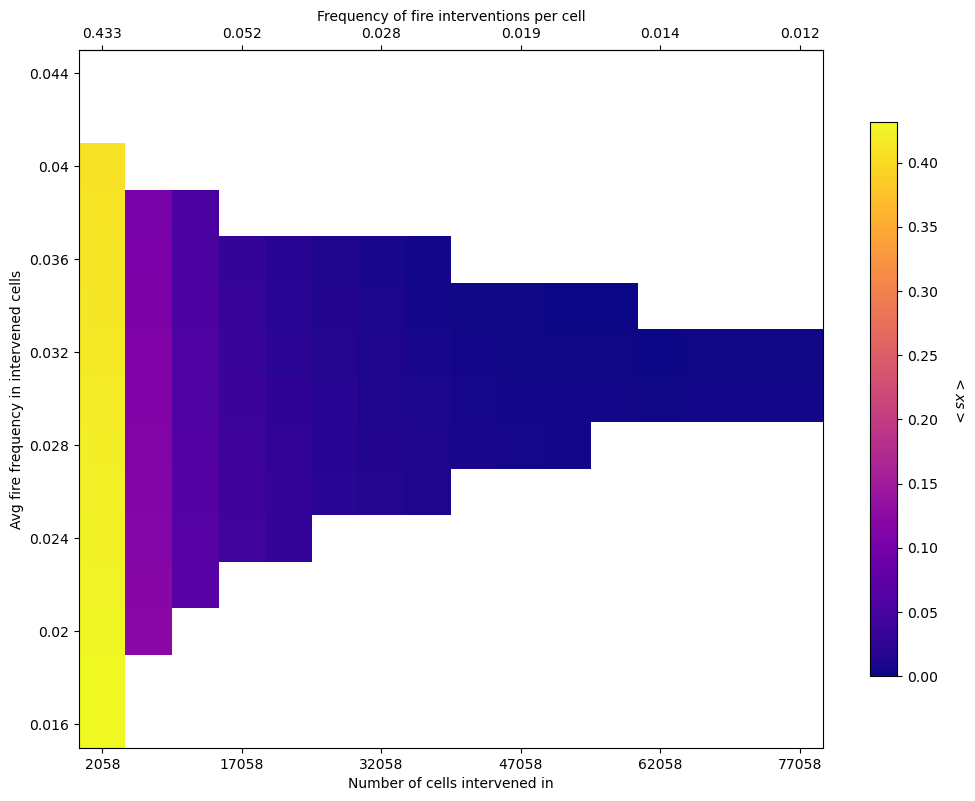 Frequency of fire interventions per cell
0.433 0.052 0.028 0.019 0.014 0.012
Avg fire frequency in intervened cells
0.044
0.04
0.036
0.032
0.028
0.024
0.02
0.016
2058 17058 32058 47058 62058 77058
Number of cells intervened in
0.40
0.35
0.30
0.25
0.20
0.15
0.10
0.05
0.00
< sx >